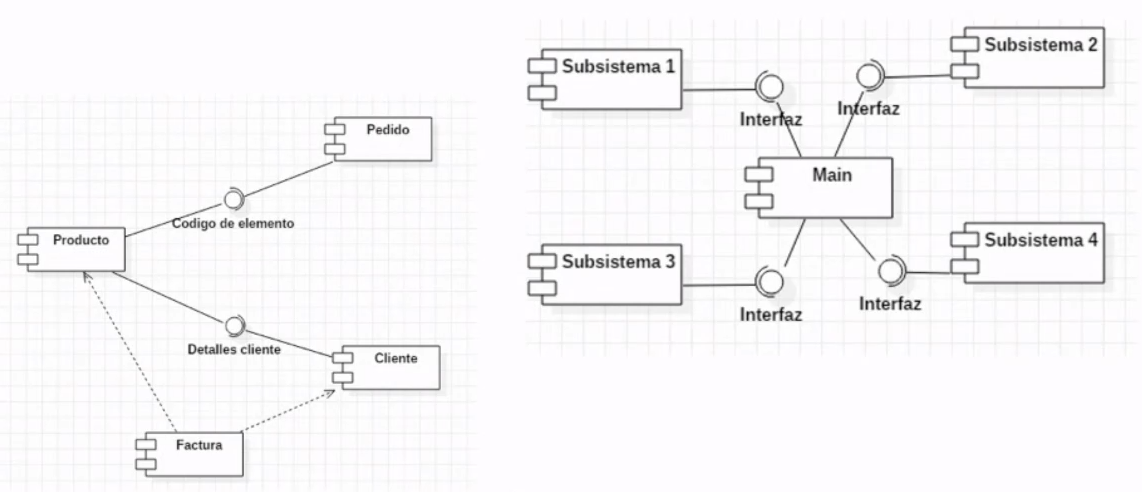 Pedido
Codigo de elemento
Producto
Detalles cliente
Cliente
Factura
Subsistema 1
Subsistema 2
Interfaz
Interfaz
Main
Subsistema 3
Subsistema 4
Interfaz
Interfaz